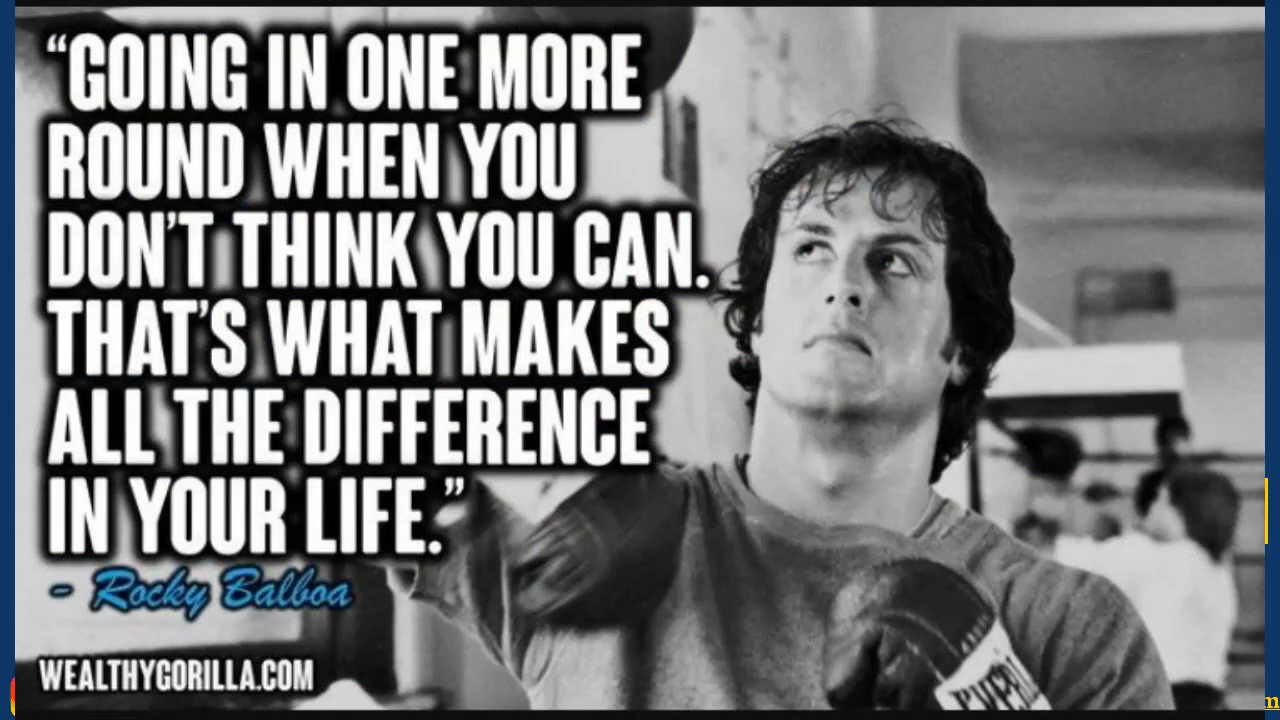 “GOING IN ONE MORE
ROUND WHEN YOU
DON’T THINK YOU CAN.
THAT’S WHAT MAKES
ALL THE DIFFERENCE
IN YOUR LIFE.”
- Rocky Balboa
WEALTHYGORILLA.COM